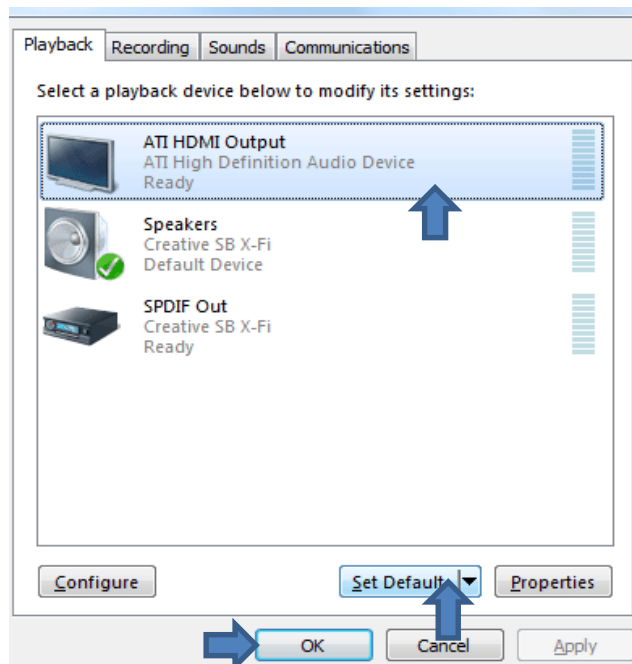 Playback Recording Sounds Communications
Select a playback device below to modify its settings:
ATI HDMI Output
ATI High Definition Audio Device
Ready
Speakers
Creative SB X-Fi
Default Device
SPDIF Out
Creative SB X-Fi
Ready
Configure Set Default Properties
OK Cancel Apply